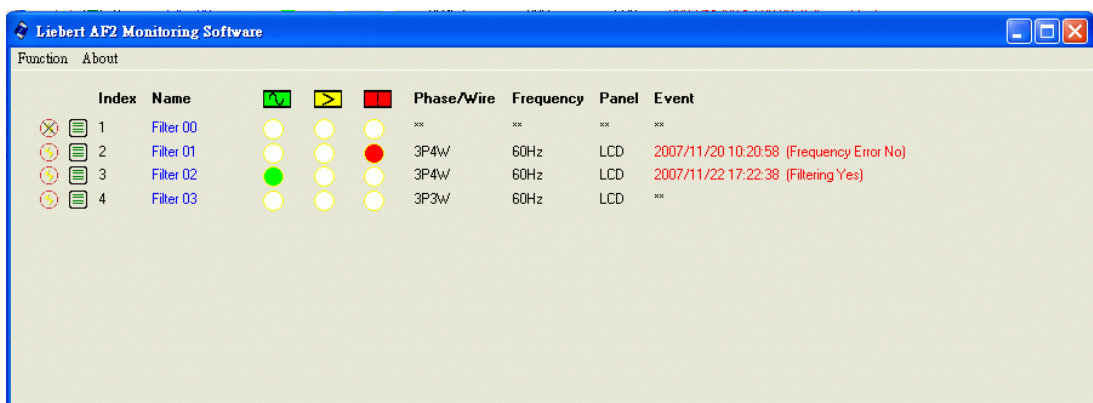 Liebert AF2 Monitoring Software
Function About
Index Name Phase/Wire Frequency Panel Event
1 Filter 00 ** ** ** **
2 Filter 01 3P4W 60Hz LCD 2007/11/20 10:20:58 (Frequency Error No)
3 Filter 02 3P4W 60Hz LCD 2007/11/22 17:22:38 (Filtering Yes)
4 Filter 03 3P3W 60Hz LCD **